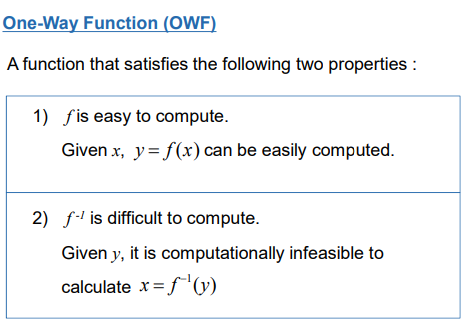 One-Way Function (OWF)
A function that satisfies the following two properties :
1) f is easy to compute.
Given x, y = f(x) can be easily computed.
2) f⁻¹ is difficult to compute.
Given y, it is computationally infeasible to
calculate x = f⁻¹(y)